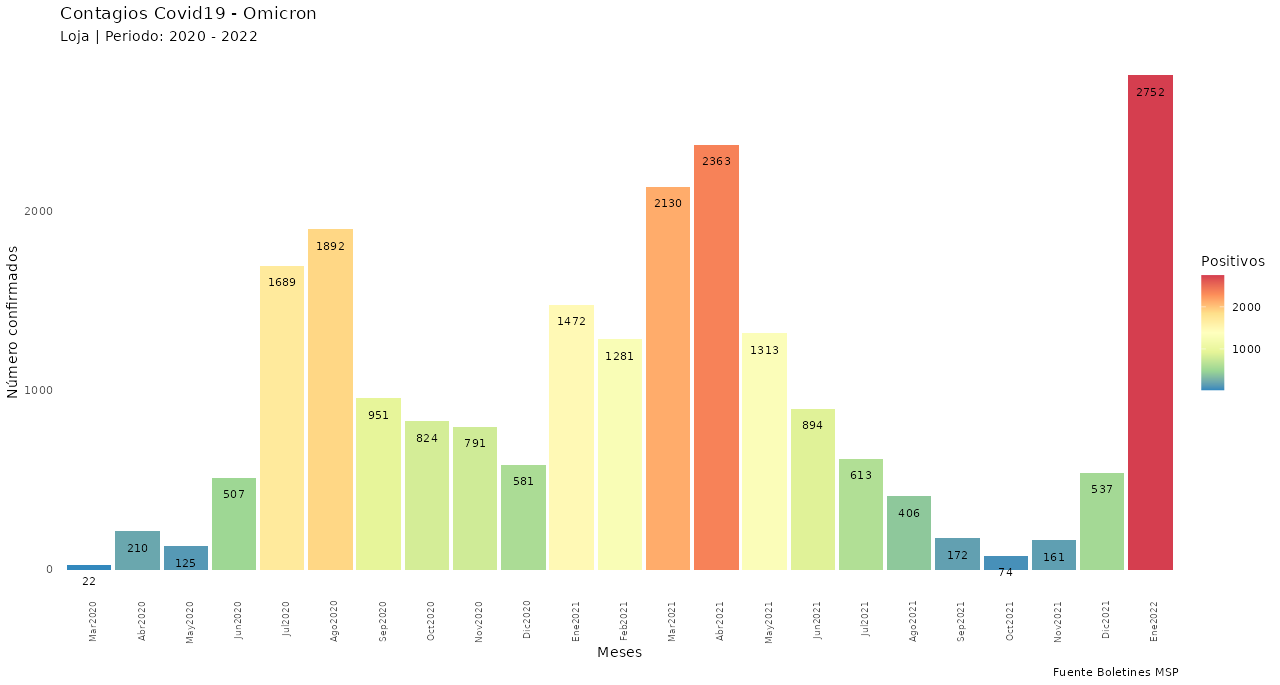 Contagios Covid19 - Omicron
Loja | Periodo: 2020 - 2022
Número confirmados
2000
1000
0
22
210
125
507
1689
1892
951
824
791
581
1472
1281
2130
2363
1313
894
613
406
172
74
161
537
2752
Mar2020
Abr2020
May2020
Jun2020
Jul2020
Ago2020
Sep2020
Oct2020
Nov2020
Dic2020
Ene2021
Feb2021
Mar2021
Abr2021
May2021
Jun2021
Jul2021
Ago2021
Sep2021
Oct2021
Nov2021
Dic2021
Ene2022
Meses
Positivos
2000
1000
Fuente Boletines MSP